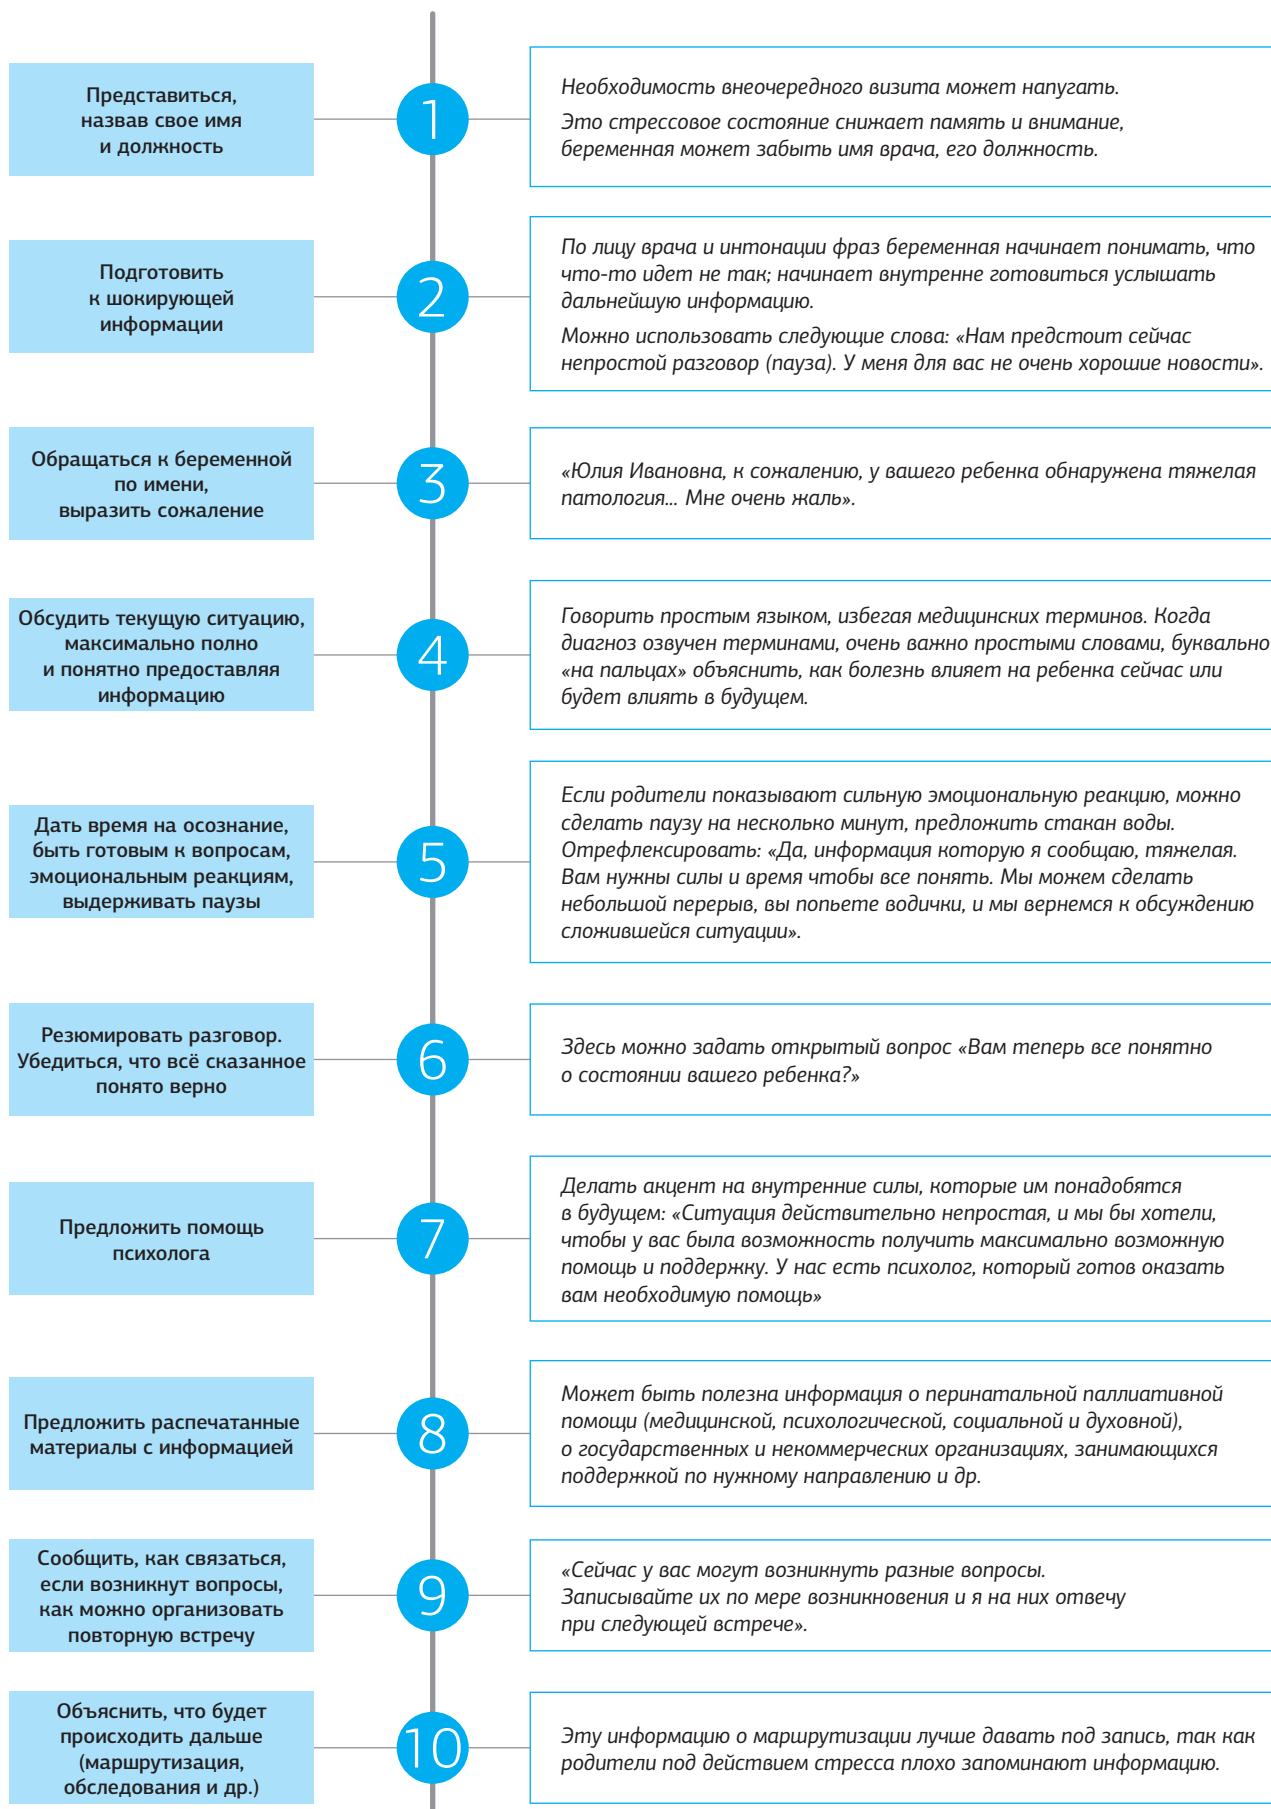 Представиться,
назвав свое имя
и должность
1
Необходимость внеочередного визита может напугать.
Это стрессовое состояние снижает память и внимание,
беременная может забыть имя врача, его должность.
Подготовить
к шокирующей
информации
2
По лицу врача и интонации фраз беременная начинает понимать, что
что-то идет не так; начинает внутренне готовиться услышать
дальнейшую информацию.
Можно использовать следующие слова: «Нам предстоит сейчас
непростой разговор (пауза). У меня для вас не очень хорошие новости».
Обращаться к беременной
по имени,
выразить сожаление
3
«Юлия Ивановна, к сожалению, у вашего ребенка обнаружена тяжелая
патология... Мне очень жаль».
Обсудить текущую ситуацию,
максимально полно
и понятно предоставляя
информацию
4
Говорить простым языком, избегая медицинских терминов. Когда
диагноз озвучен терминами, очень важно простыми словами, буквально
«на пальцах» объяснить, как болезнь влияет на ребенка сейчас или
будет влиять в будущем.
Дать время на осознание,
быть готовым к вопросам,
эмоциональным реакциям,
выдерживать паузы
5
Если родители показывают сильную эмоциональную реакцию, можно
сделать паузу на несколько минут, предложить стакан воды.
Отрефлексировать: «Да, информация которую я сообщаю, тяжелая.
Вам нужны силы и время чтобы все понять. Мы можем сделать
небольшой перерыв, вы попьете водички, и мы вернемся к обсуждению
сложившейся ситуации».
Резюмировать разговор.
Убедиться, что всё сказанное
понято верно
6
Здесь можно задать открытый вопрос «Вам теперь все понятно
о состоянии вашего ребенка?»
Предложить помощь
психолога
7
Делать акцент на внутренние силы, которые им понадобятся
в будущем: «Ситуация действительно непростая, и мы бы хотели,
чтобы у вас была возможность получить максимально возможную
помощь и поддержку. У нас есть психолог, который готов оказать
вам необходимую помощь»
Предложить распечатанные
материалы с информацией
8
Может быть полезна информация о перинатальной паллиативной
помощи (медицинской, психологической, социальной и духовной),
о государственных и некоммерческих организациях, занимающихся
поддержкой по нужному направлению и др.
Сообщить, как связаться,
если возникнут вопросы,
как можно организовать
повторную встречу
9
«Сейчас у вас могут возникнуть разные вопросы.
Записывайте их по мере возникновения и я на них отвечу
при следующей встрече».
Объяснить, что будет
происходить дальше
(маршрутизация,
обследования и др.)
10
Эту информацию о маршрутизации лучше давать под запись, так как
родители под действием стресса плохо запоминают информацию.